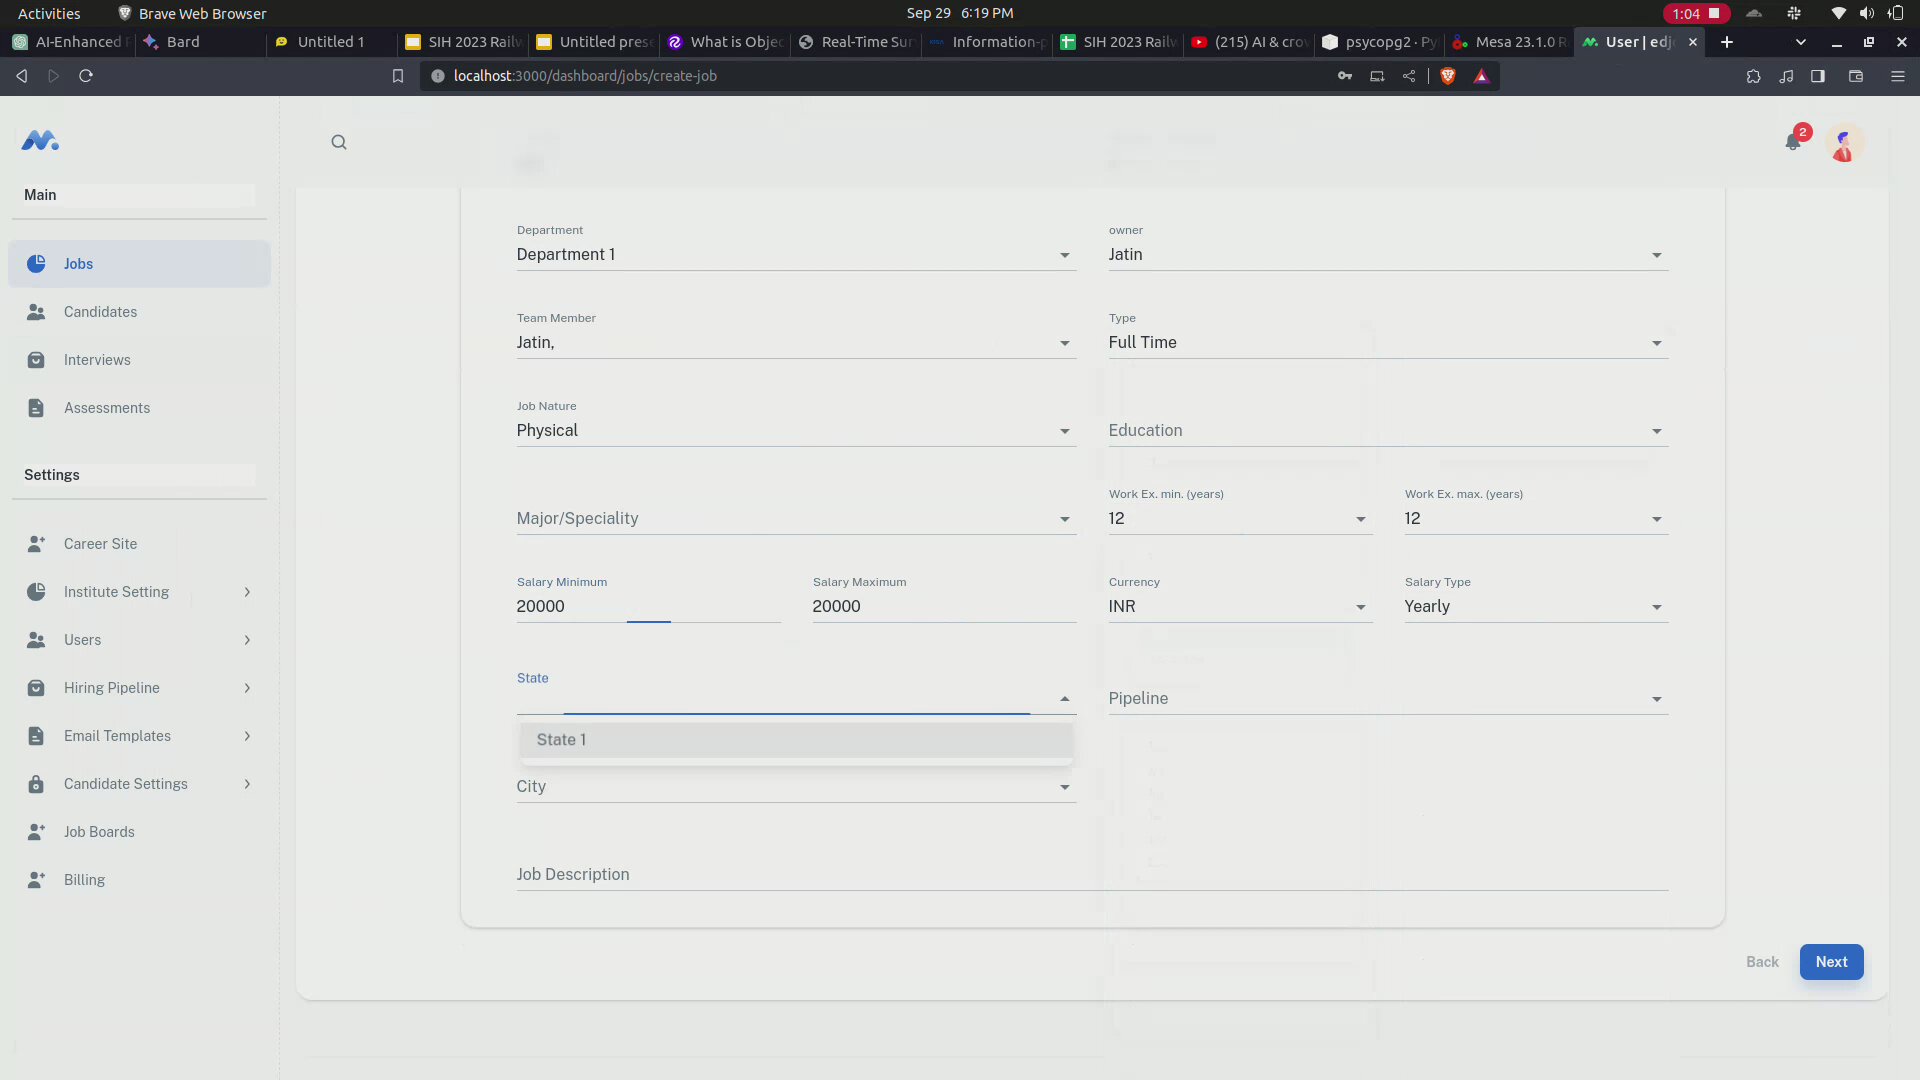 Activities
Brave Web Browser
Sep 29 6:19 PM
1:04
AI-Enhanced
Bard
Untitled 1
SIH 2023 Railw
Untitled prese
What is Objec
Real-Time Sur
Information-p
SIH 2023 Railw
(215) AI & crow
psycopg2 · Py
Mesa 23.1.0 R
User | edj
localhost:3000/dashboard/jobs/create-job
2
Main
Jobs
Candidates
Interviews
Assessments
Settings
Career Site
Institute Setting
Users
Hiring Pipeline
Email Templates
Candidate Settings
Job Boards
Billing
Department
Department 1
owner
Jatin
Team Member
Jatin,
Type
Full Time
Job Nature
Physical
Education
Major/Speciality
Work Ex. min. (years)
12
Work Ex. max. (years)
12
Salary Minimum
20000
Salary Maximum
20000
Currency
INR
Salary Type
Yearly
State
State 1
Pipeline
City
Job Description
Back
Next